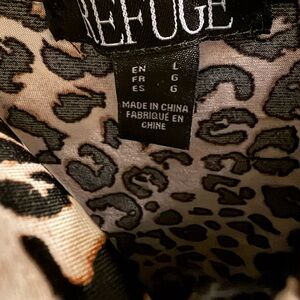 REFUGE
EN L
FR G
ES G
MADE IN CHINA
FABRIQUÉ EN
CHINE